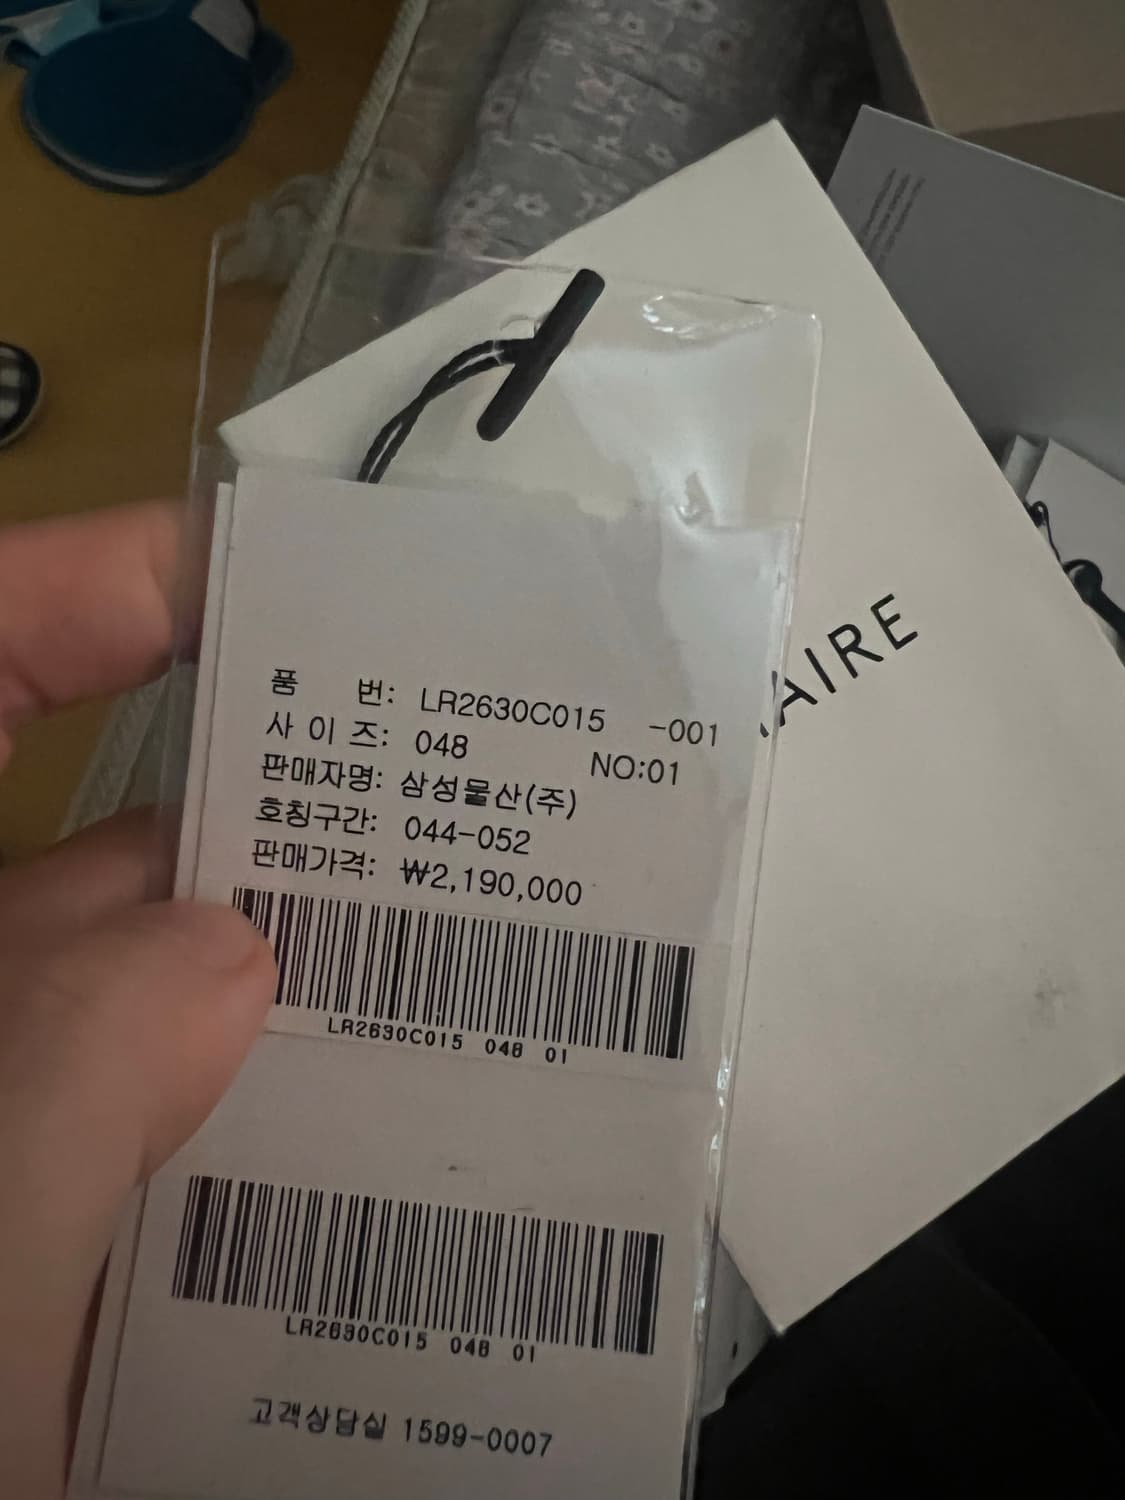 품 번: LR2630C015 -001
사 이 즈: 048 NO:01
판매자명: 삼성물산(주)
호칭구간: 044-052
판매가격: ₩2,190,000
LR2630C015 048 01
LR2630C015 048 01
고객상담실 1599-0007
AIRE